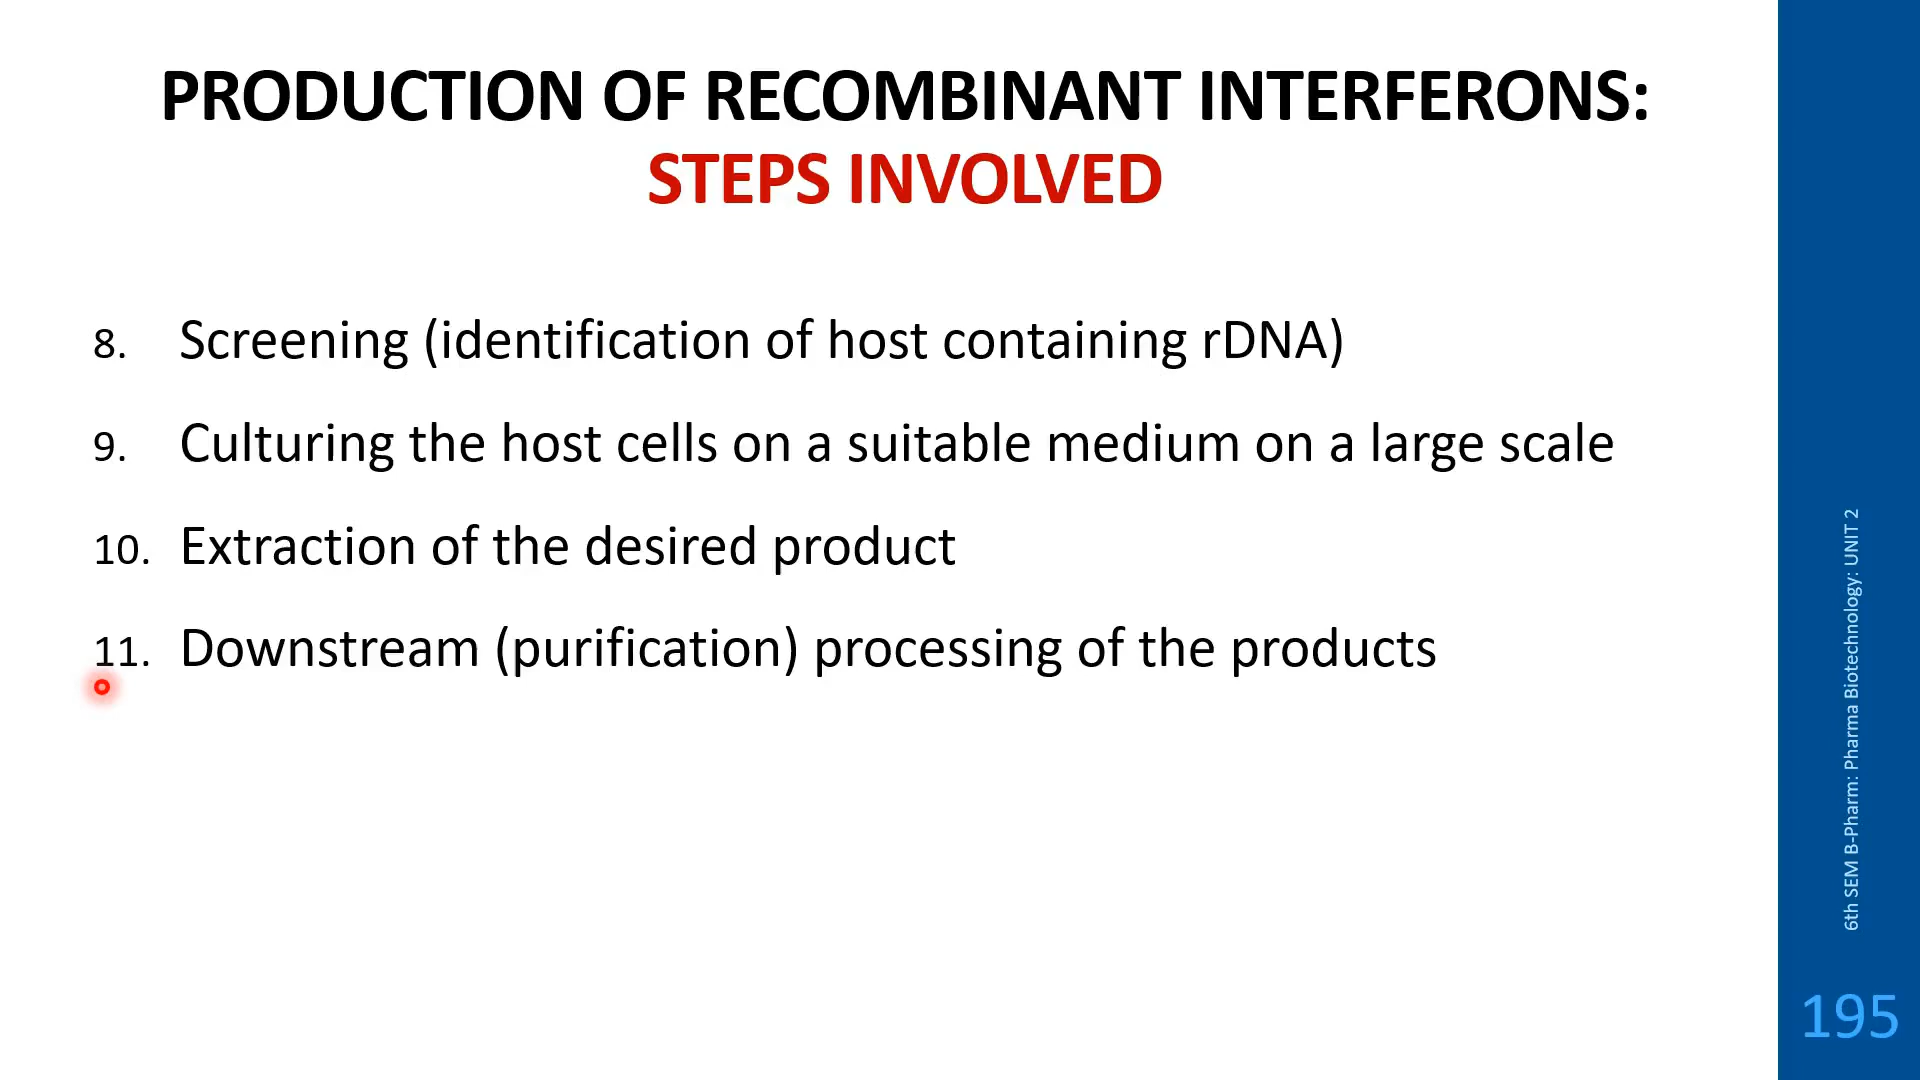 PRODUCTION OF RECOMBINANT INTERFERONS:
STEPS INVOLVED
8. Screening (identification of host containing rDNA)
9. Culturing the host cells on a suitable medium on a large scale
10. Extraction of the desired product
11. Downstream (purification) processing of the products
6th SEM B-Pharm: Pharma Biotechnology: UNIT 2
195